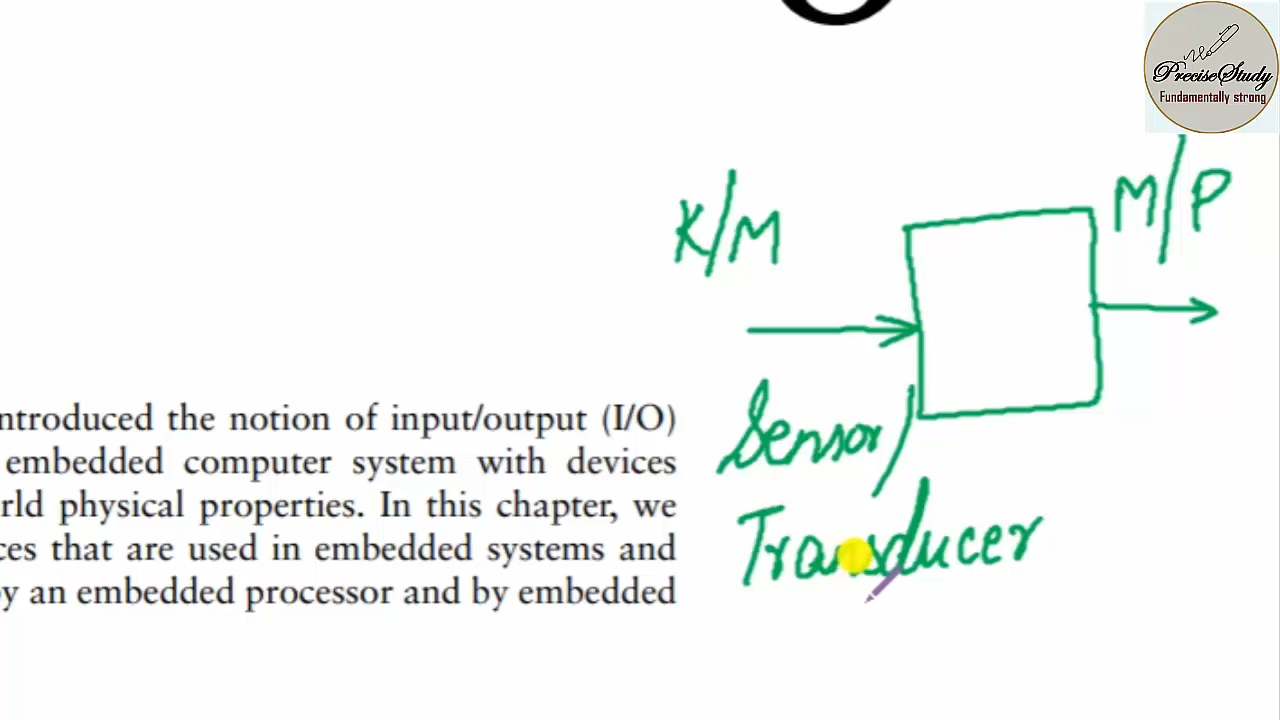 PreciseStudy
Fundamentally strong
K/M
M/P
Sensor/
Transducer
ntroduced the notion of input/output (I/O)
embedded computer system with devices
rld physical properties. In this chapter, we
ces that are used in embedded systems and
by an embedded processor and by embedded